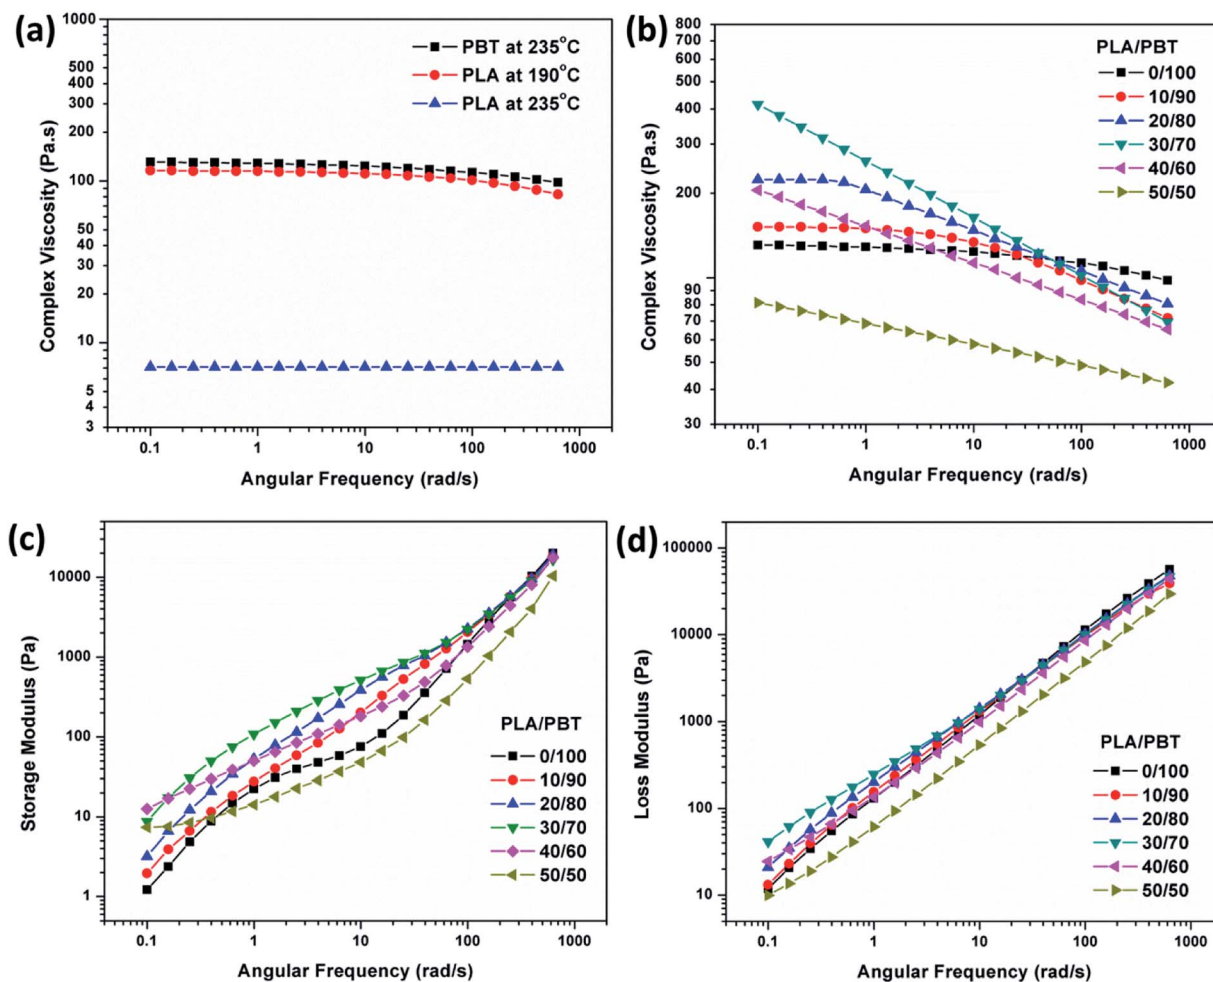 (a)
1000
500
400
300
200
100
50
40
30
20
10
5
4
3
Complex Viscosity (Pa.s)
PBT at 235°C
PLA at 190°C
PLA at 235°C
0.1 1 10 100 1000
Angular Frequency (rad/s)
(b)
800
700
600
500
400
300
200
90
80
70
60
50
40
30
Complex Viscosity (Pa.s)
PLA/PBT
0/100
10/90
20/80
30/70
40/60
50/50
0.1 1 10 100 1000
Angular Frequency (rad/s)
(c)
10000
1000
100
10
1
Storage Modulus (Pa)
PLA/PBT
0/100
10/90
20/80
30/70
40/60
50/50
0.1 1 10 100 1000
Angular Frequency (rad/s)
(d)
100000
10000
1000
100
10
Loss Modulus (Pa)
PLA/PBT
0/100
10/90
20/80
30/70
40/60
50/50
0.1 1 10 100 1000
Angular Frequency (rad/s)